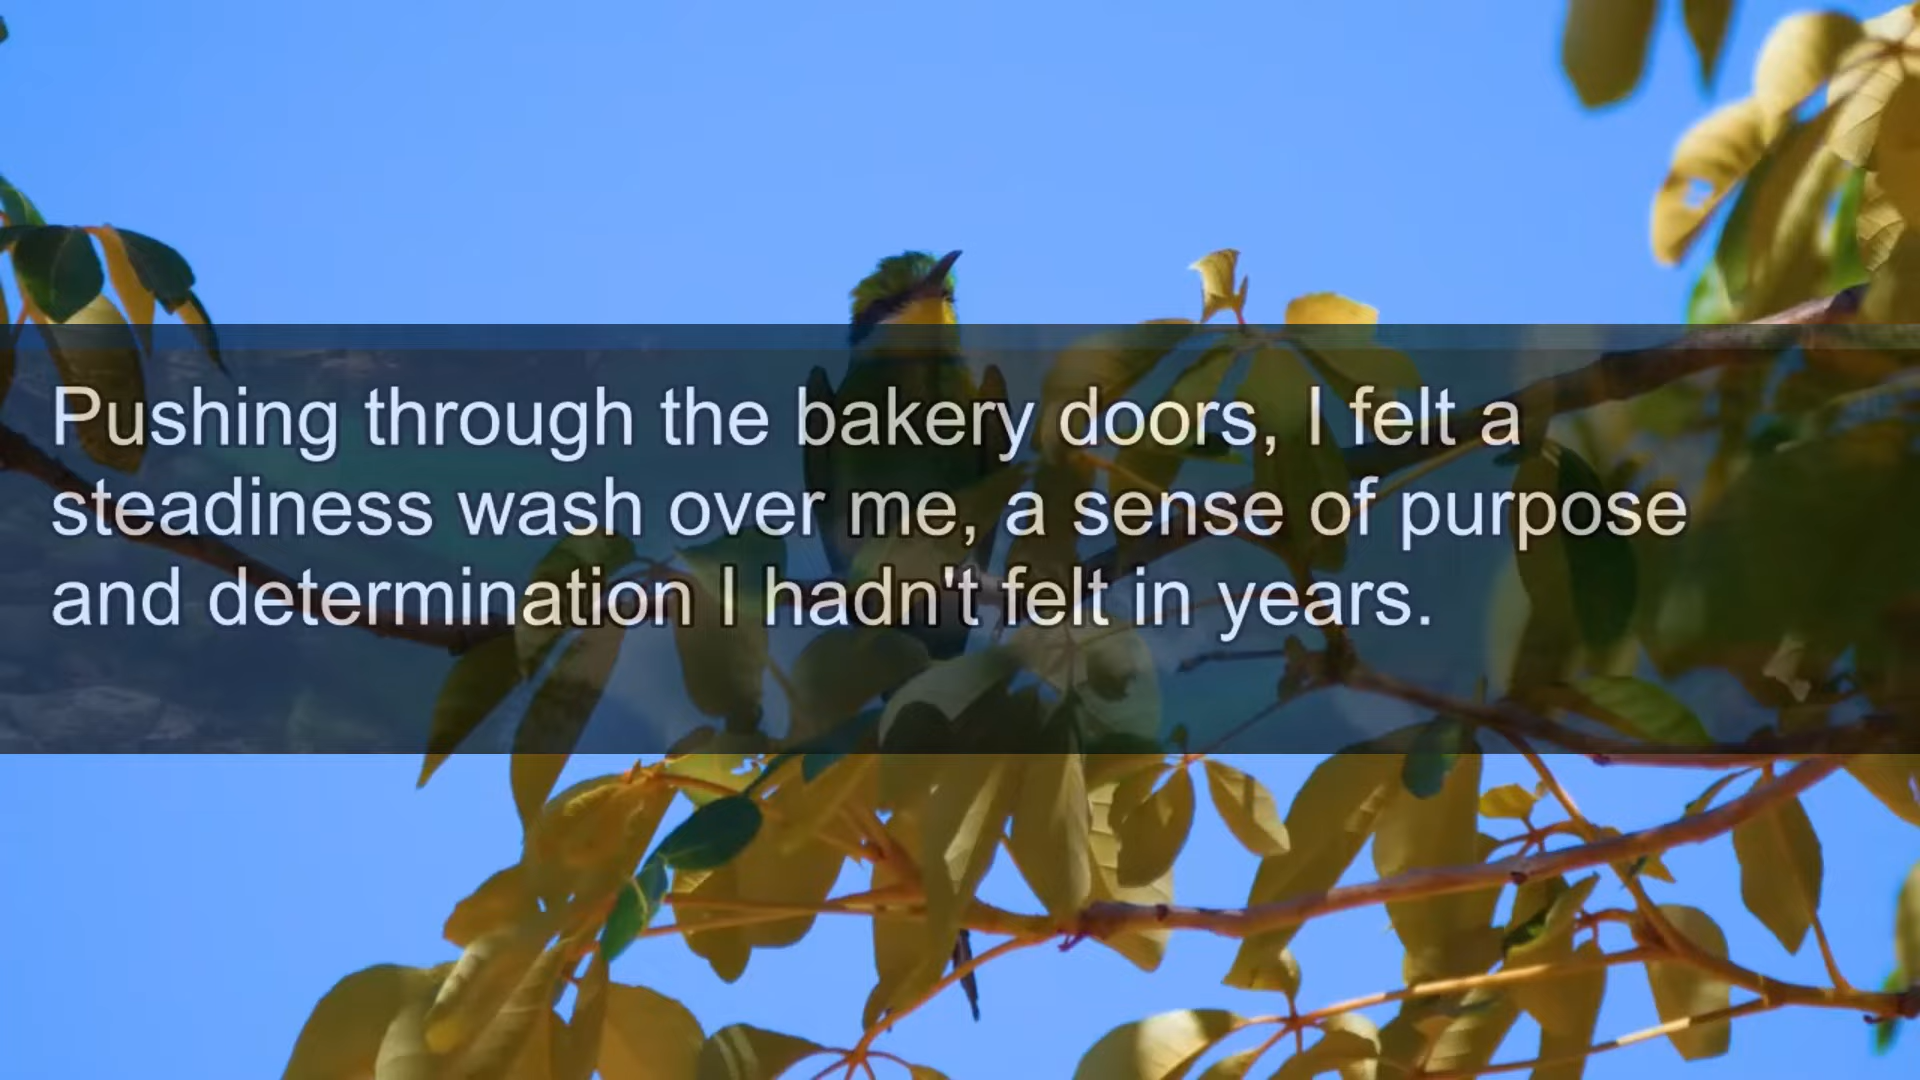 Pushing through the bakery doors, I felt a
steadiness wash over me, a sense of purpose
and determination I hadn't felt in years.